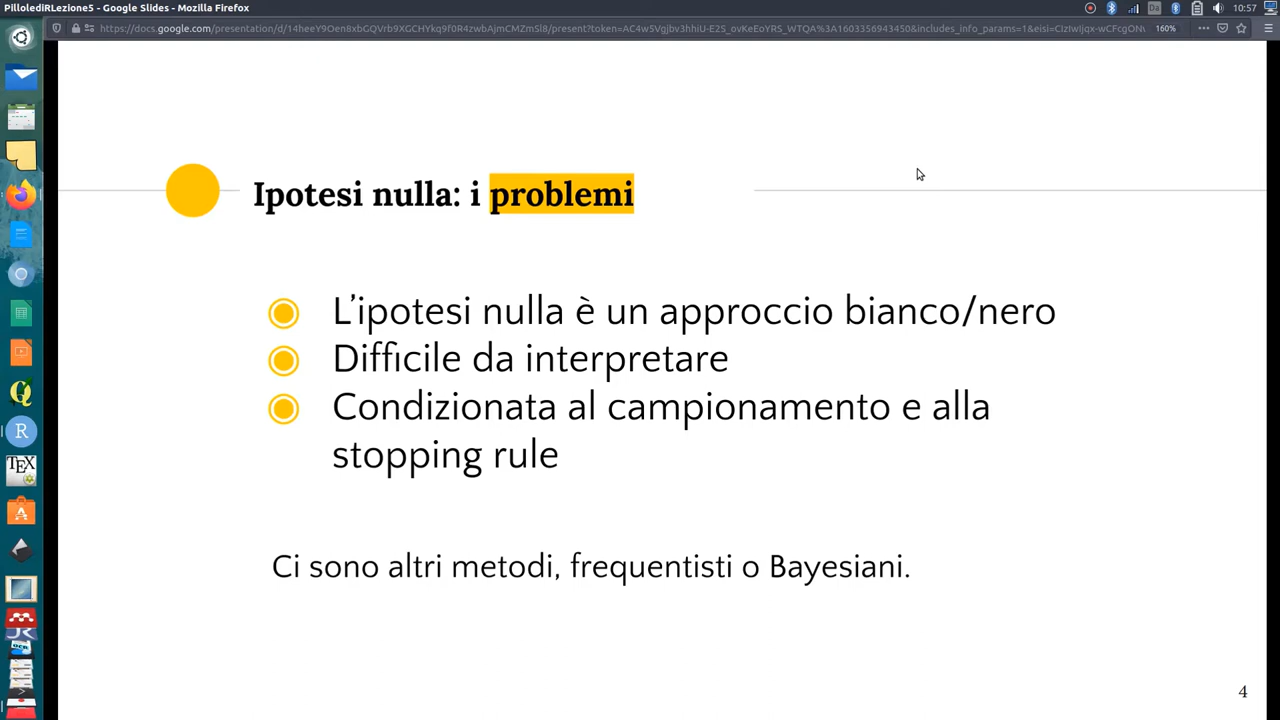 PilloledìRLezione5 - Google Slides - Mozilla Firefox
10:57
160%
Ipotesi nulla: i problemi
L’ipotesi nulla è un approccio bianco/nero
Difficile da interpretare
Condizionata al campionamento e alla
stopping rule
Ci sono altri metodi, frequentisti o Bayesiani.
4